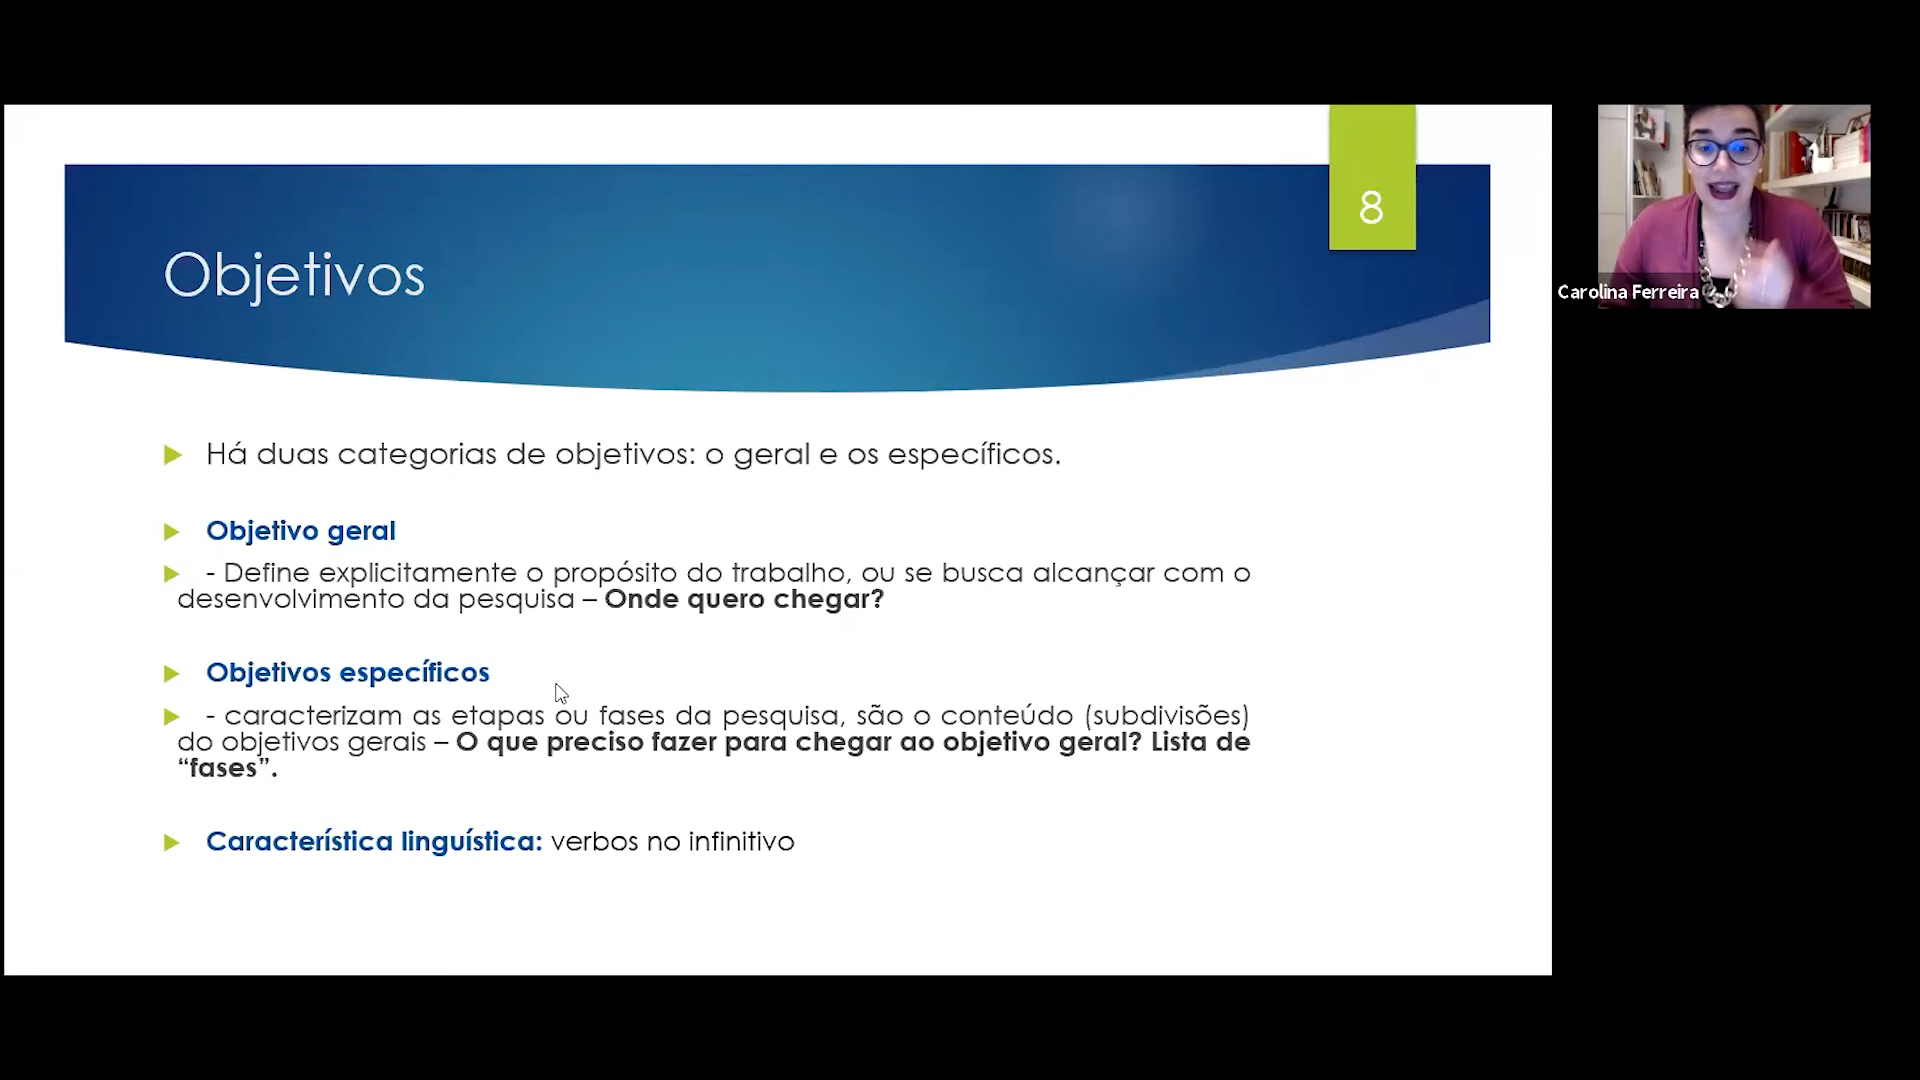 8
Objetivos
Carolina Ferreira
Há duas categorias de objetivos: o geral e os específicos.
Objetivo geral
- Define explicitamente o propósito do trabalho, ou se busca alcançar com o
desenvolvimento da pesquisa – Onde quero chegar?
Objetivos específicos
- caracterizam as etapas ou fases da pesquisa, são o conteúdo (subdivisões)
do objetivos gerais – O que preciso fazer para chegar ao objetivo geral? Lista de
“fases”.
Característica linguística: verbos no infinitivo